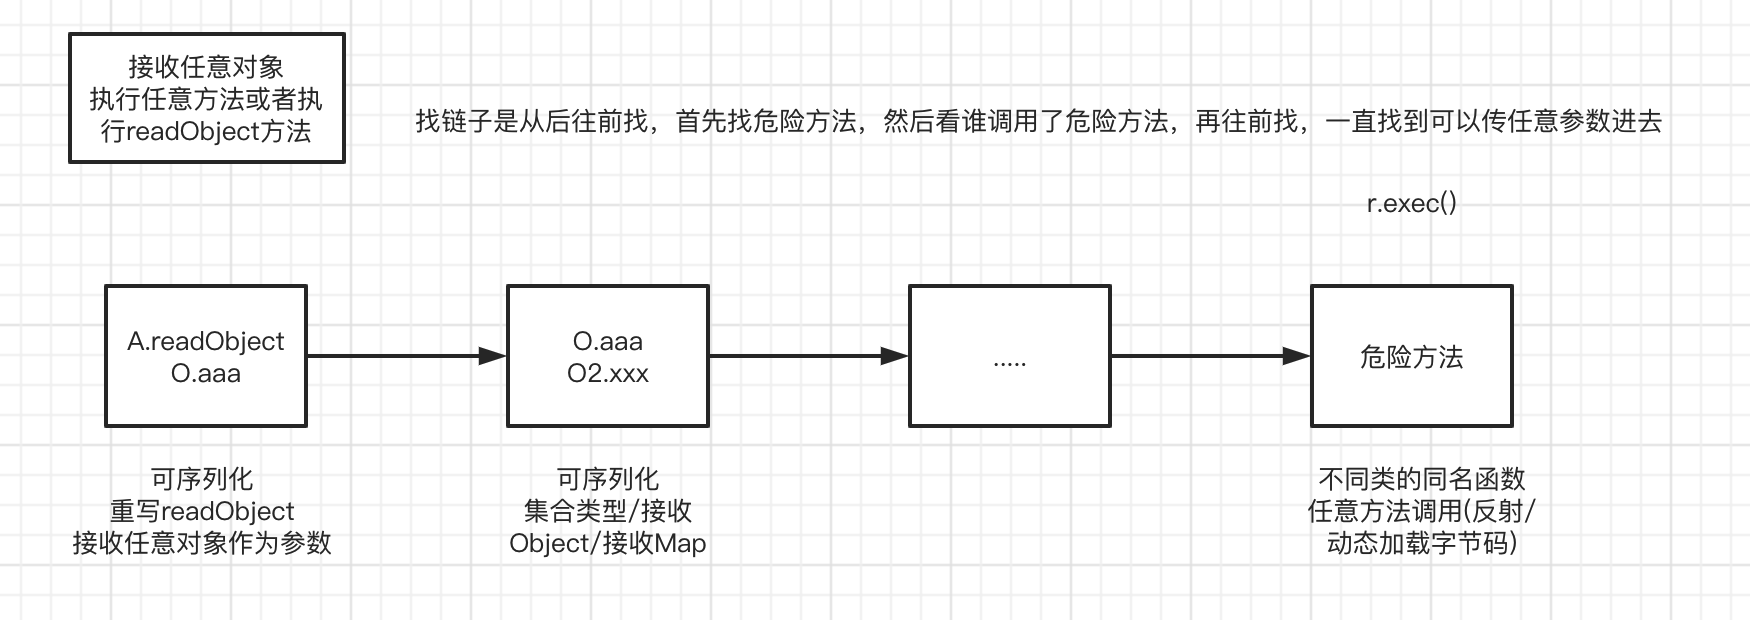 接收任意对象
执行任意方法或者执
行readObject方法
找链子是从后往前找，首先找危险方法，然后看谁调用了危险方法，再往前找，一直找到可以传任意参数进去
r.exec()
A.readObject
O.aaa
O.aaa
O2.xxx
.....
危险方法
可序列化
重写readObject
接收任意对象作为参数
可序列化
集合类型/接收
Object/接收Map
不同类的同名函数
任意方法调用(反射/
动态加载字节码)